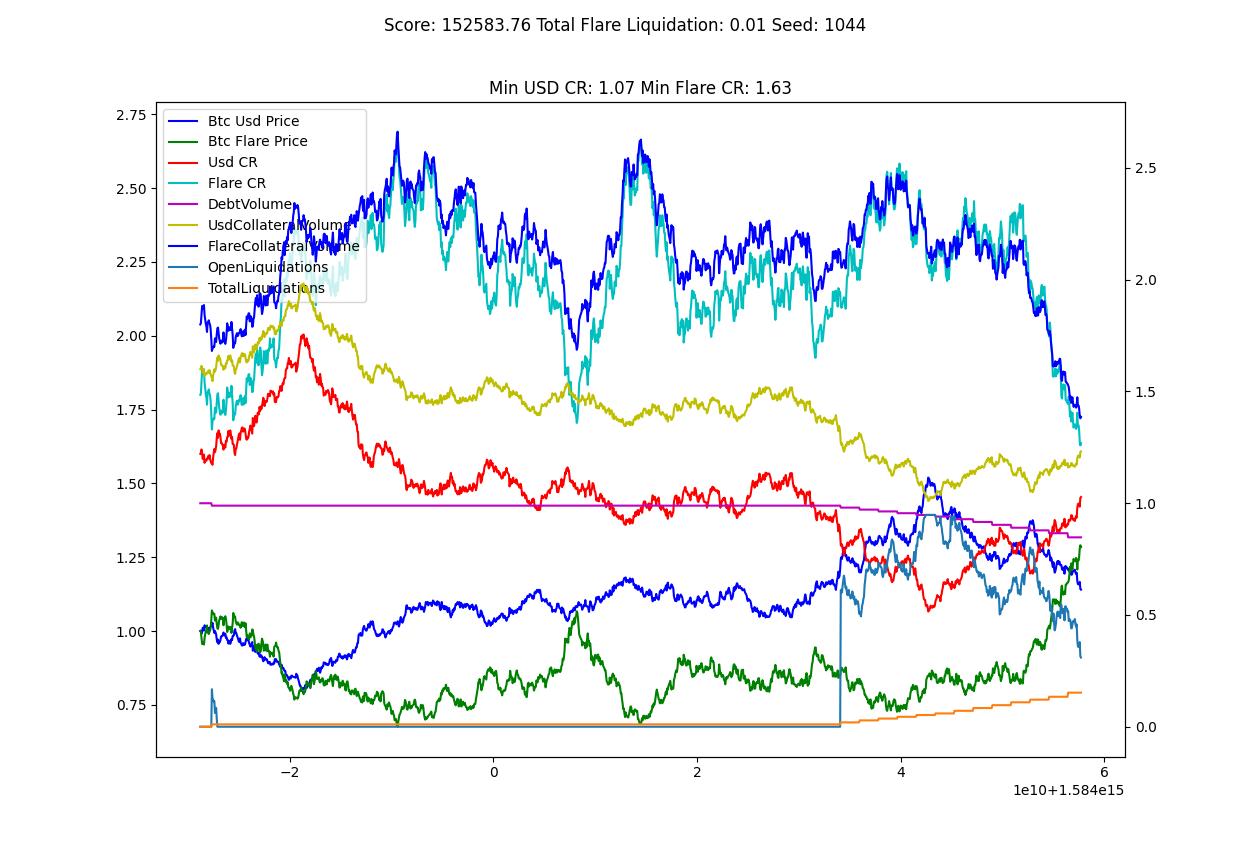 Score: 152583.76 Total Flare Liquidation: 0.01 Seed: 1044
Min USD CR: 1.07 Min Flare CR: 1.63
Btc Usd Price
Btc Flare Price
Usd CR
Flare CR
DebtVolume
UsdCollateralVolume
FlareCollateralVolume
OpenLiquidations
TotalLiquidations
2.75
2.50
2.25
2.00
1.75
1.50
1.25
1.00
0.75
2.5
2.0
1.5
1.0
0.5
0.0
−2
0
2
4
6
1e10+1.584e15